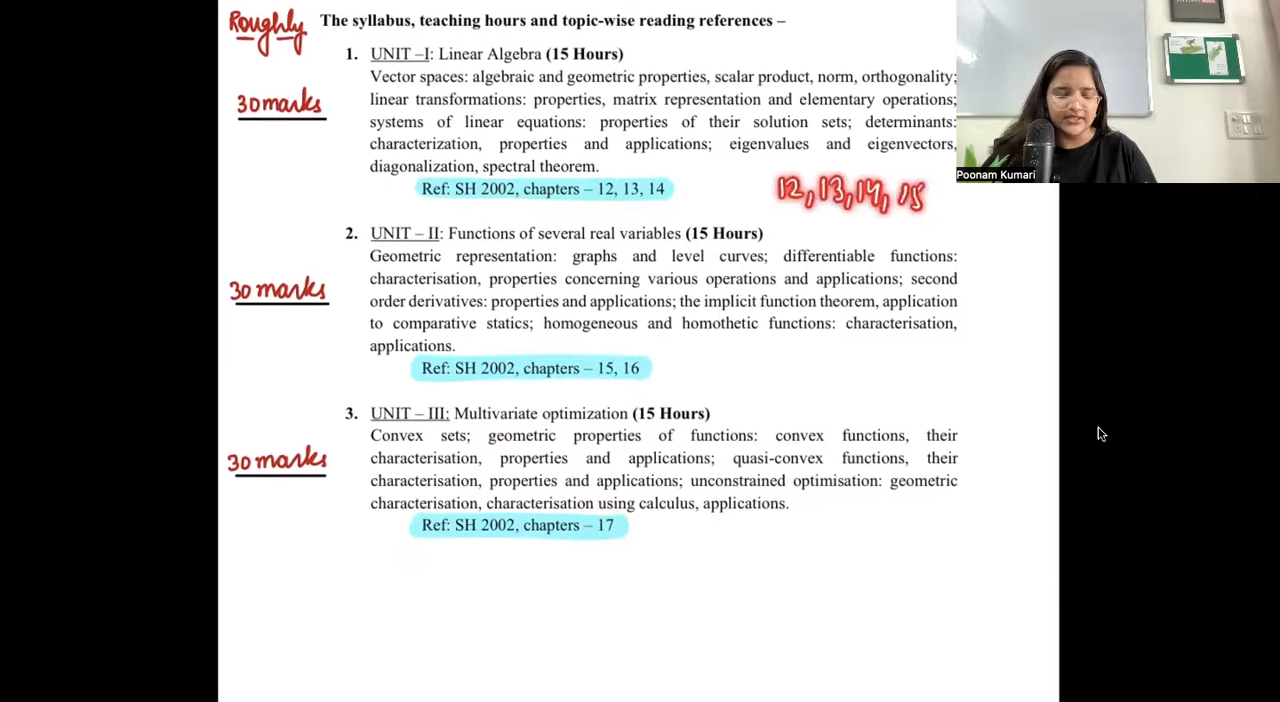 Roughly
The syllabus, teaching hours and topic-wise reading references –
1. UNIT –I: Linear Algebra (15 Hours)
Vector spaces: algebraic and geometric properties, scalar product, norm, orthogonality;
30 marks
linear transformations: properties, matrix representation and elementary operations;
systems of linear equations: properties of their solution sets; determinants:
characterization, properties and applications; eigenvalues and eigenvectors,
diagonalization, spectral theorem.
Ref: SH 2002, chapters – 12, 13, 14
12, 13, 14, 15
2. UNIT – II: Functions of several real variables (15 Hours)
Geometric representation: graphs and level curves; differentiable functions:
characterisation, properties concerning various operations and applications; second
30 marks
order derivatives: properties and applications; the implicit function theorem, application
to comparative statics; homogeneous and homothetic functions: characterisation,
applications.
Ref: SH 2002, chapters – 15, 16
3. UNIT – III: Multivariate optimization (15 Hours)
Convex sets; geometric properties of functions: convex functions, their
30 marks
characterisation, properties and applications; quasi-convex functions, their
characterisation, properties and applications; unconstrained optimisation: geometric
characterisation, characterisation using calculus, applications.
Ref: SH 2002, chapters – 17
Poonam Kumari